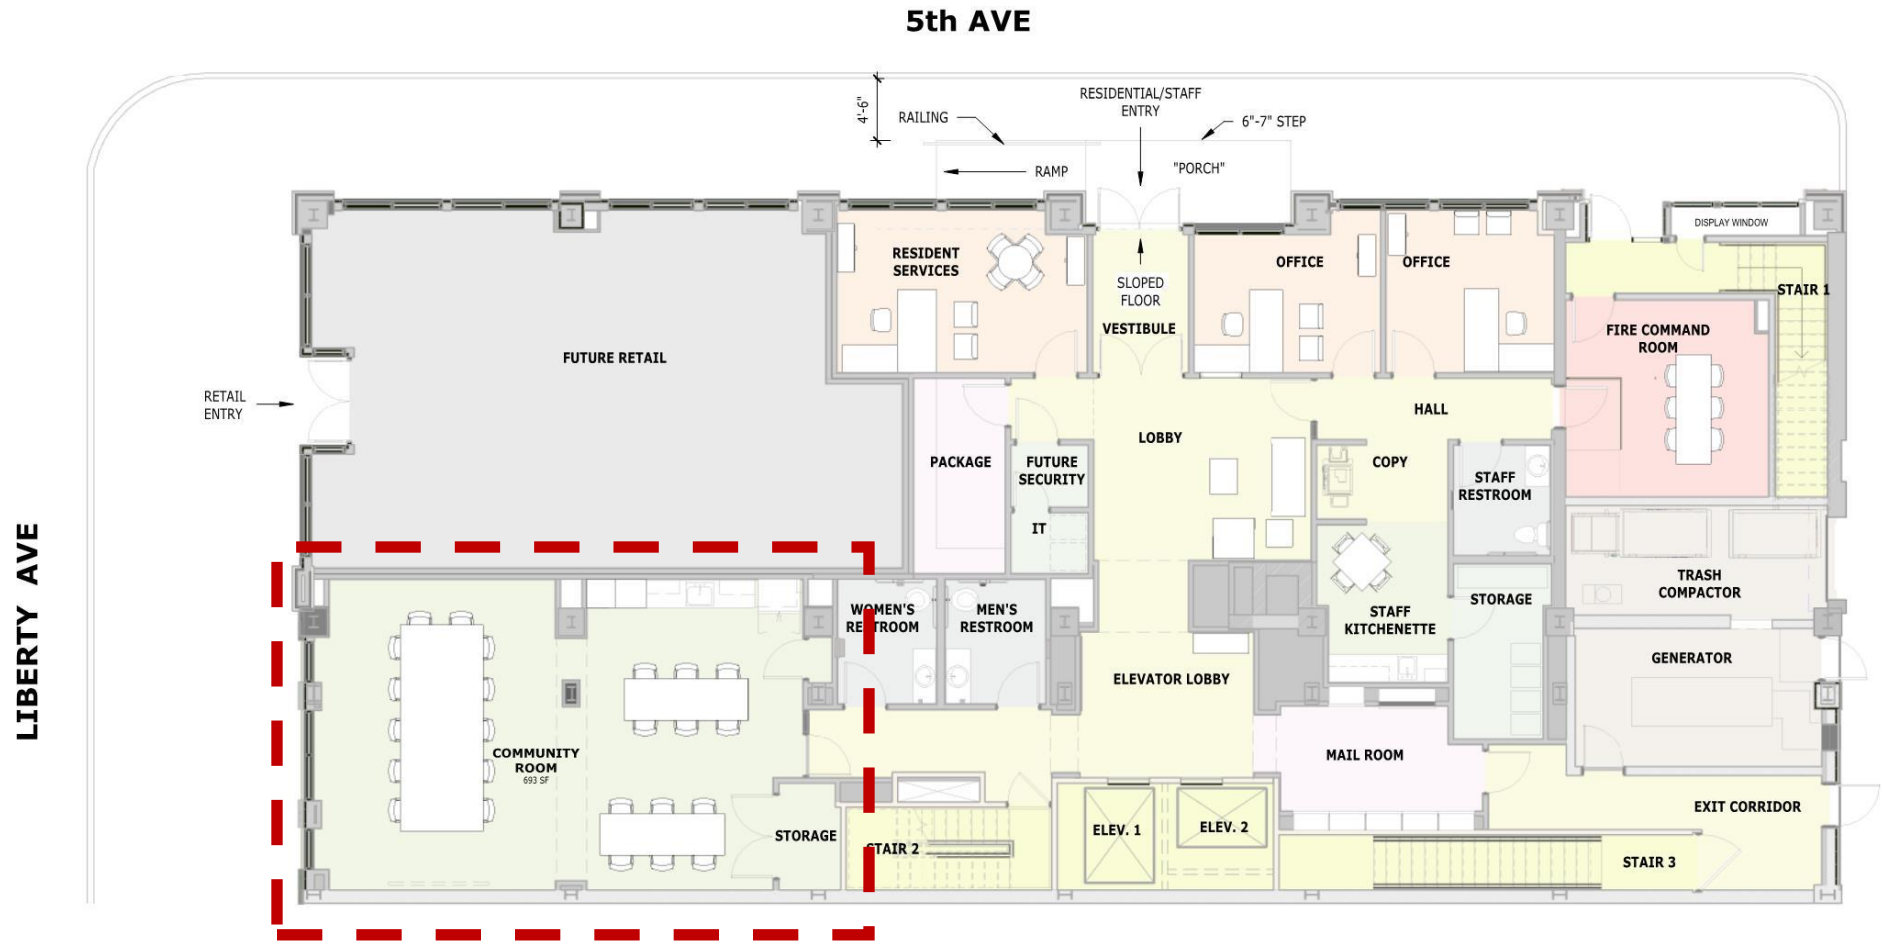 5th AVE
4'-6"
RAILING
RESIDENTIAL/STAFF
ENTRY
6"-7" STEP
RAMP
"PORCH"
DISPLAY WINDOW
RESIDENT
SERVICES
SLOPED
FLOOR
VESTIBULE
OFFICE
OFFICE
STAIR 1
FIRE COMMAND
ROOM
FUTURE RETAIL
RETAIL
ENTRY
HALL
LOBBY
PACKAGE
FUTURE
SECURITY
COPY
STAFF
RESTROOM
IT
LIBERTY AVE
TRASH
COMPACTOR
WOMEN'S
RESTROOM
MEN'S
RESTROOM
STAFF
KITCHENETTE
STORAGE
GENERATOR
ELEVATOR LOBBY
COMMUNITY
ROOM
693 SF
MAIL ROOM
EXIT CORRIDOR
STORAGE
STAIR 2
ELEV. 1
ELEV. 2
STAIR 3